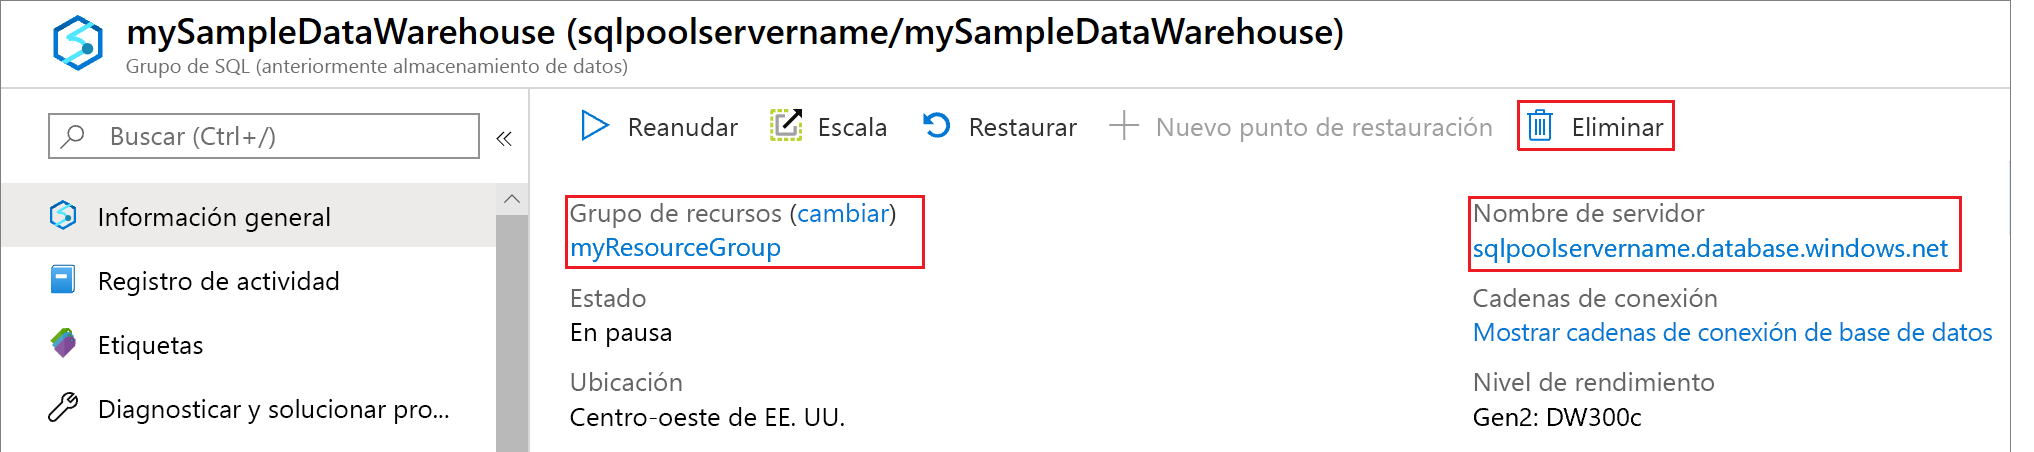 mySampleDataWarehouse (sqlpoolservername/mySampleDataWarehouse)
Grupo de SQL (anteriormente almacenamiento de datos)
Buscar (Ctrl+/)
«
Información general
Registro de actividad
Etiquetas
Diagnosticar y solucionar pro...
Reanudar
Escala
Restaurar
Nuevo punto de restauración
Eliminar
Grupo de recursos (cambiar)
myResourceGroup
Estado
En pausa
Ubicación
Centro-oeste de EE. UU.
Nombre de servidor
sqlpoolservername.database.windows.net
Cadenas de conexión
Mostrar cadenas de conexión de base de datos
Nivel de rendimiento
Gen2: DW300c